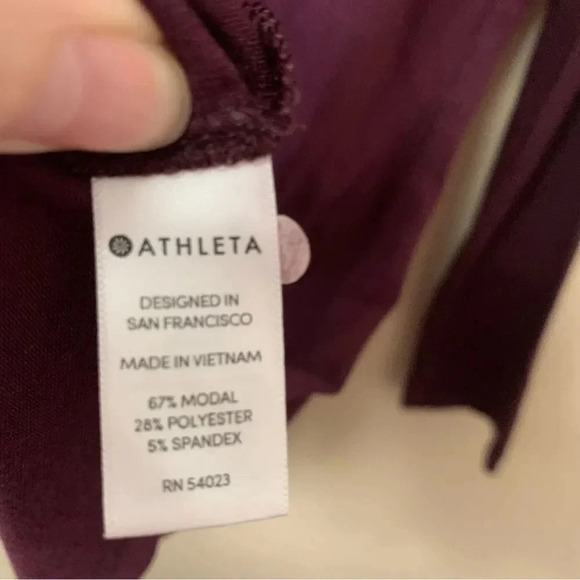 ATHLETA
DESIGNED IN
SAN FRANCISCO
MADE IN VIETNAM
67% MODAL
28% POLYESTER
5% SPANDEX
RN 54023